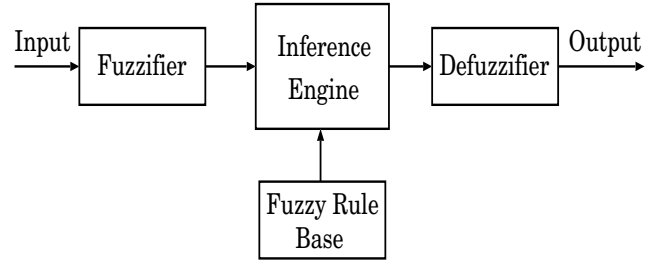 Input
Fuzzifier
Inference
Engine
Defuzzifier
Output
Fuzzy Rule
Base